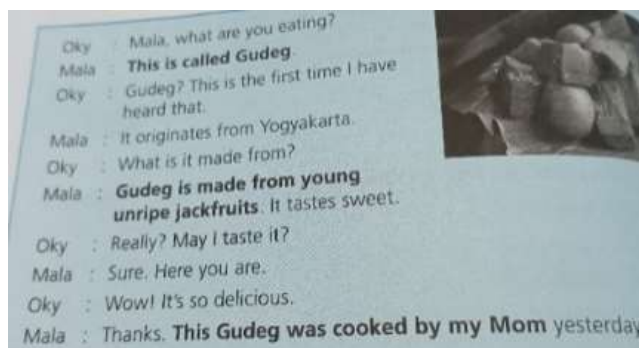 Oky : Mala, what are you eating?
Mala : This is called Gudeg.
Oky : Gudeg? This is the first time I have
heard that.
Mala : It originates from Yogyakarta.
Oky : What is it made from?
Mala : Gudeg is made from young
unripe jackfruits. It tastes sweet.
Oky : Really? May I taste it?
Mala : Sure. Here you are.
Oky : Wow! It's so delicious.
Mala : Thanks. This Gudeg was cooked by my Mom yesterday